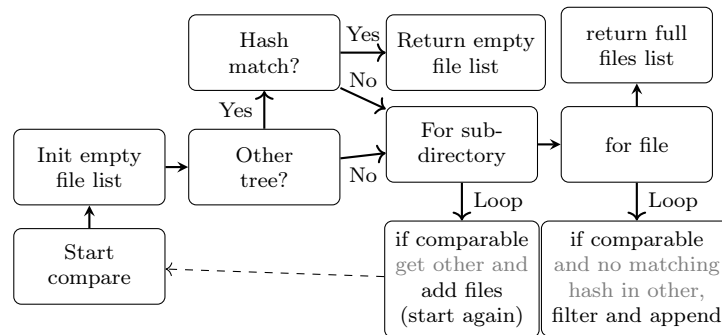 Hash
match?
Yes
Return empty
file list
return full
files list
No
Yes
Init empty
file list
Other
tree?
No
For sub-
directory
for file
Loop
Loop
Start
compare
if comparable
get other and
add files
(start again)
if comparable
and no matching
hash in other,
filter and append